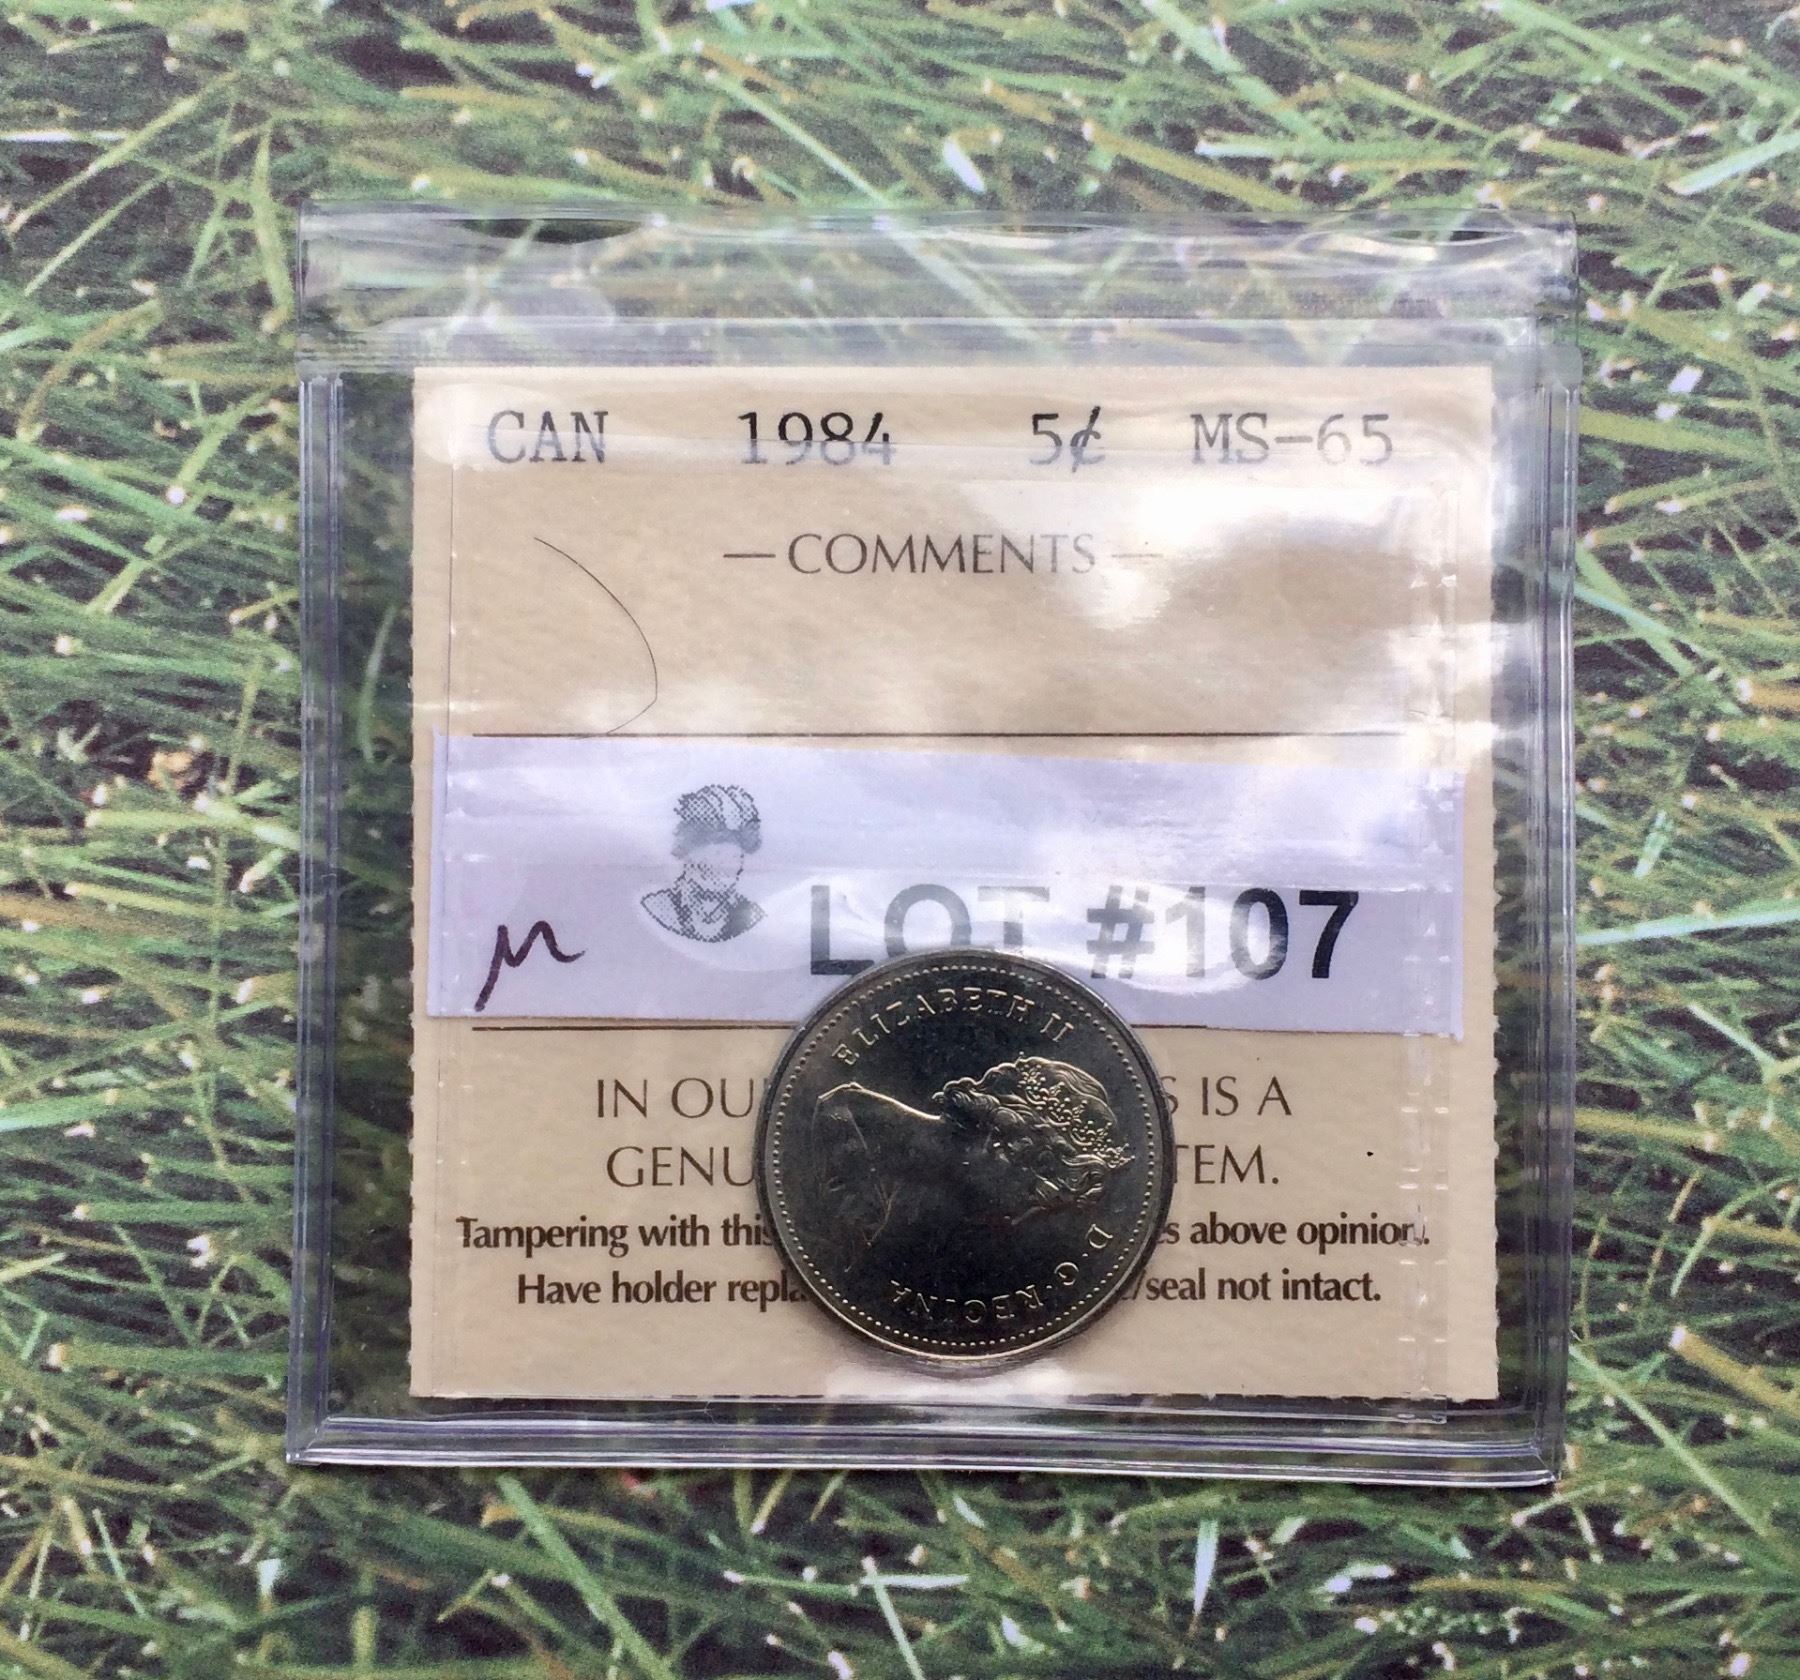 CAN 1984 5¢ MS-65
— COMMENTS —
LOT #107
ELIZABETH II D·G·REGINA
IN OU S IS A
GENU TEM.
Tampering with this s above opinion.
Have holder repla /seal not intact.